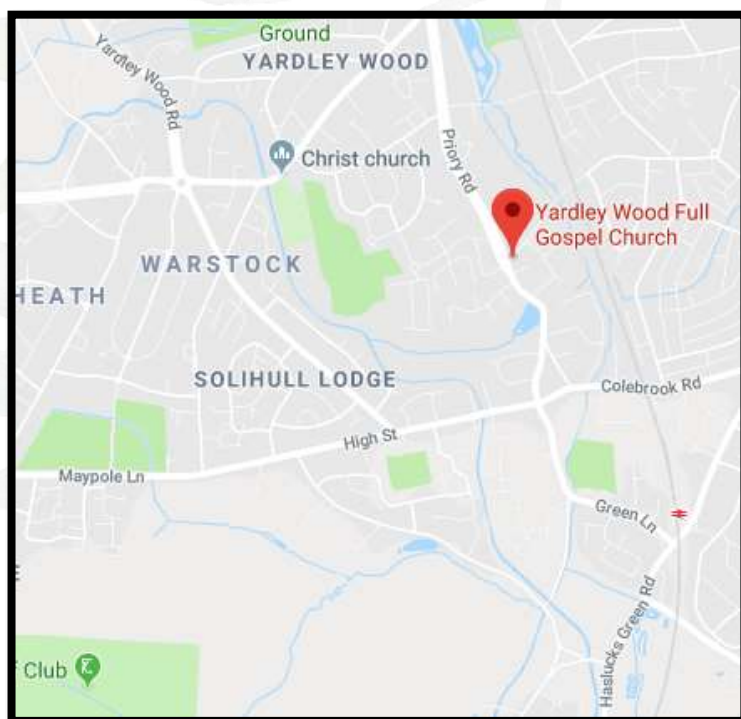 Ground
YARDLEY WOOD
Yardley Wood Rd
Christ church
Priory Rd
Yardley Wood Full
Gospel Church
WARSTOCK
HEATH
SOLIHULL LODGE
Colebrook Rd
High St
Maypole Ln
Green Ln
Haslucks Green Rd
Club